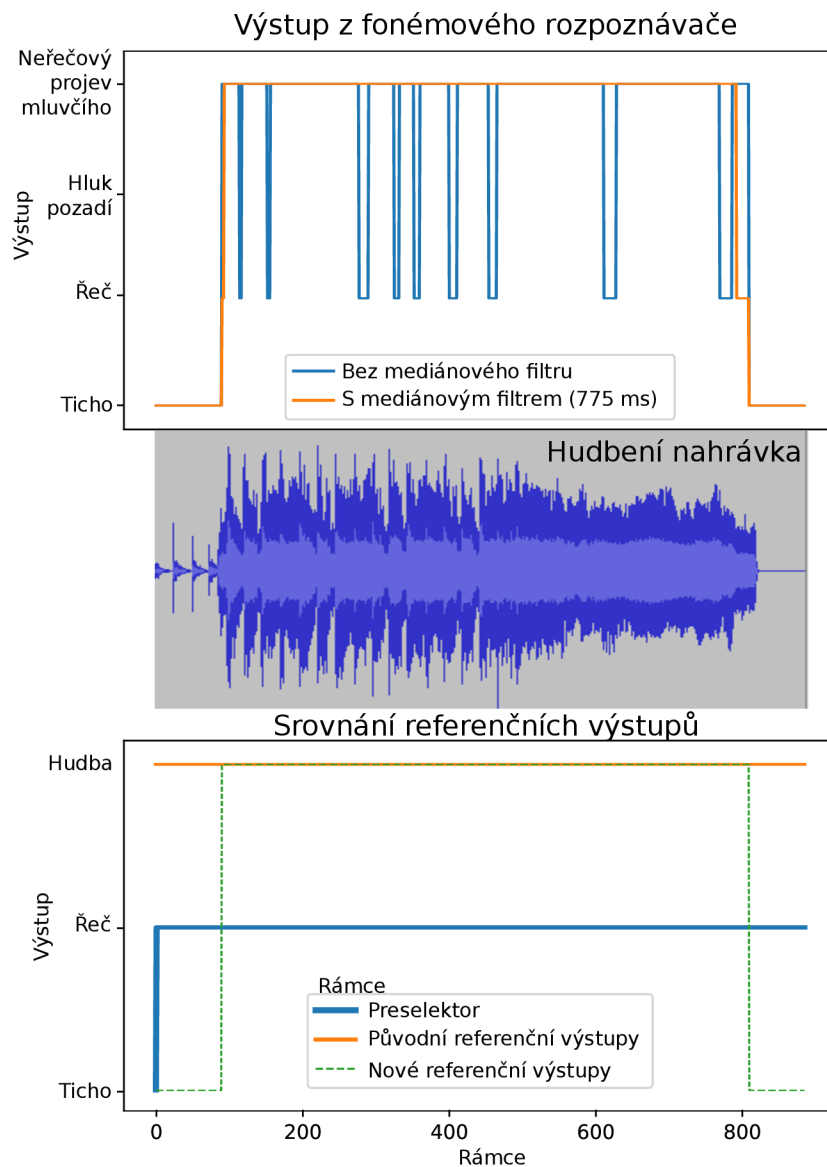 Výstup z fonémového rozpoznávače
Neřečový
projev
mluvčího
Hluk
pozadí
Výstup
Řeč
Ticho
Bez mediánového filtru
S mediánovým filtrem (775 ms)
Hudbení nahrávka
Srovnání referenčních výstupů
Hudba
Řeč
Výstup
Ticho
Rámce
Preselektor
Původní referenční výstupy
Nové referenční výstupy
0 200 400 600 800
Rámce